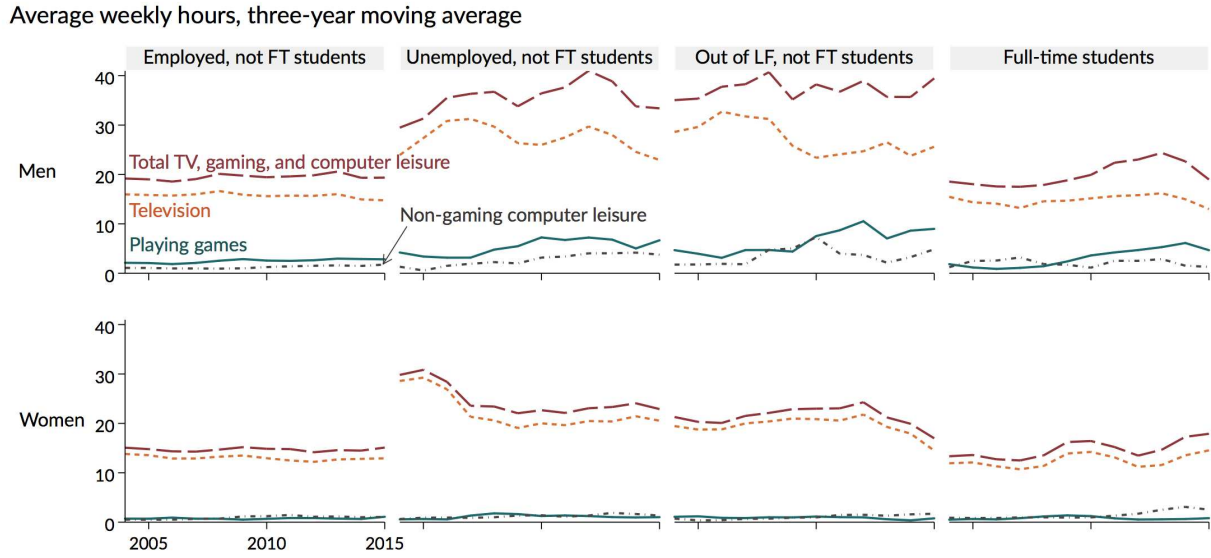 Average weekly hours, three-year moving average
Employed, not FT students
Unemployed, not FT students
Out of LF, not FT students
Full-time students
40
30
20
10
0
Men
Total TV, gaming, and computer leisure
Television
Playing games
Non-gaming computer leisure
40
30
20
10
0
Women
2005
2010
2015